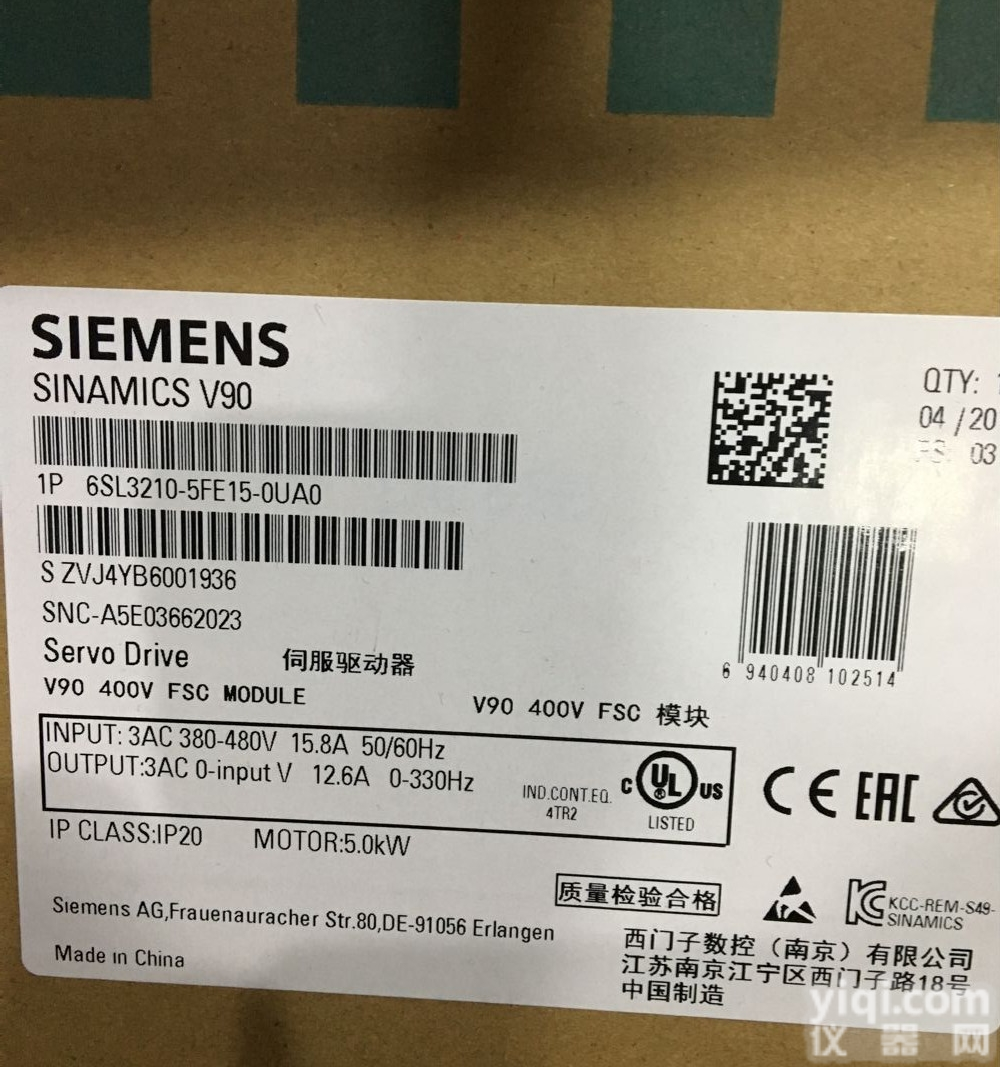 SIEMENS
SINAMICS V90
QTY:
04 /20
FS: 03
1P 6SL3210-5FE15-0UA0
S ZVJ4YB6001936
SNC-A5E03662023
Servo Drive 伺服驱动器
V90 400V FSC MODULE V90 400V FSC 模块
6 940408 102514
INPUT: 3AC 380-480V 15.8A 50/60Hz
OUTPUT:3AC 0-input V 12.6A 0-330Hz
IND.CONT.EQ.
4TR2
C UL US
®
LISTED
CE EAC
IP CLASS:IP20 MOTOR:5.0kW
质量检验合格
KCC-REM-S49-
SINAMICS
Siemens AG,Frauenauracher Str.80,DE-91056 Erlangen
Made in China
西门子数控（南京）有限公司
江苏南京江宁区西门子路18号
中国制造
yiqi.com
仪器网